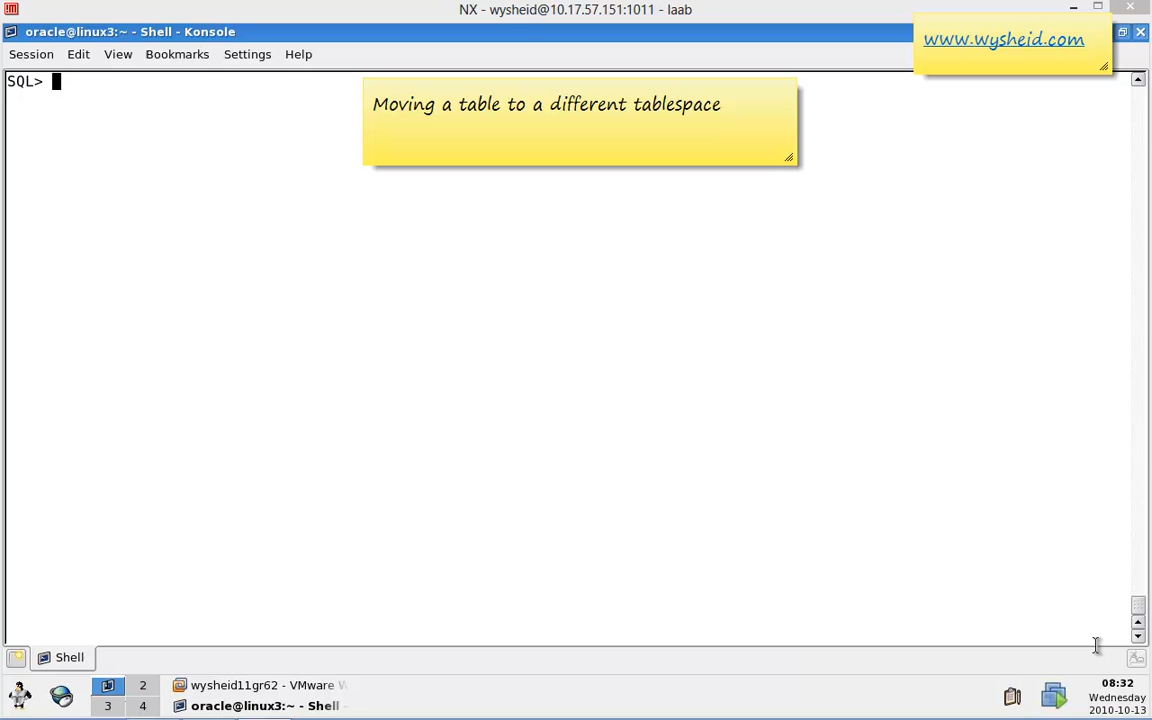 NX - wysheid@10.17.57.151:1011 - laab
oracle@linux3:~ - Shell - Konsole
www.wysheid.com
Session Edit View Bookmarks Settings Help
SQL>
Moving a table to a different tablespace
Shell
2 wysheid11gr62 - VMware W
3 4 oracle@linux3:~ - Shell -
08:32
Wednesday
2010-10-13